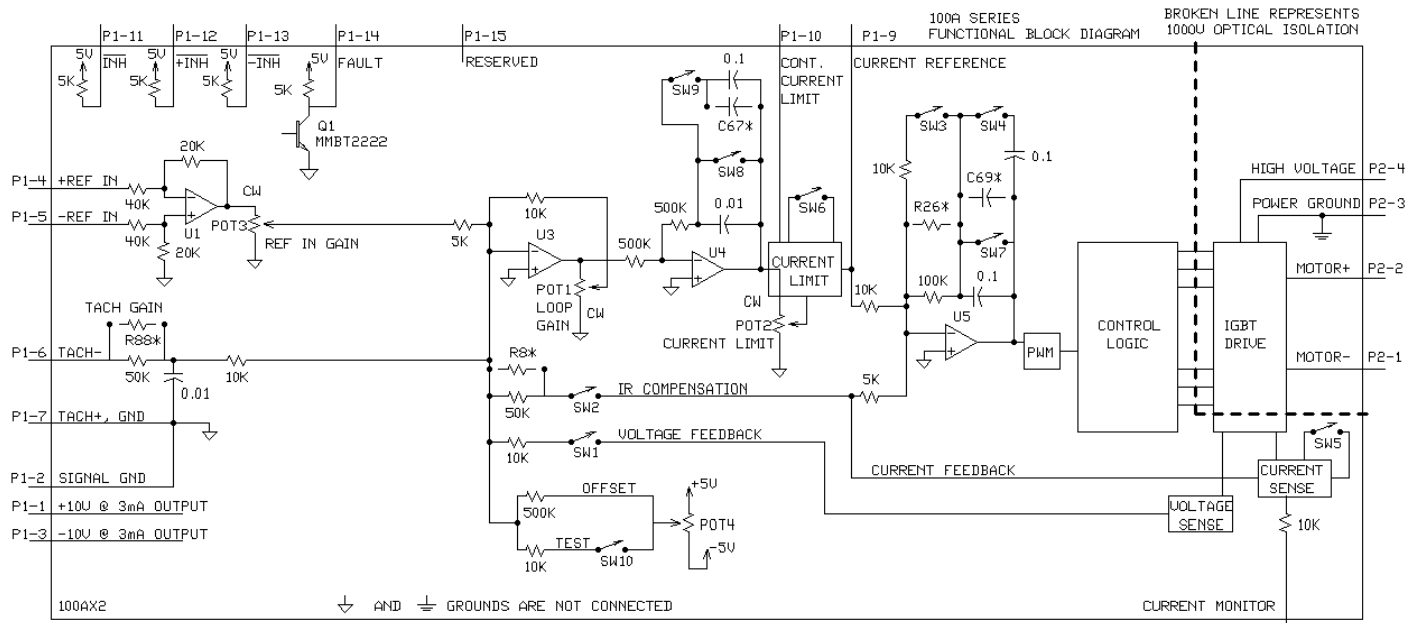 100A SERIES
FUNCTIONAL BLOCK DIAGRAM
BROKEN LINE REPRESENTS
1000V OPTICAL ISOLATION
P1-11
P1-12
P1-13
P1-14
P1-15
P1-10
P1-9
5V
INH
5V
+INH
5V
-INH
5V
FAULT
RESERVED
CONT.
CURRENT
LIMIT
CURRENT REFERENCE
5K
5K
5K
5K
Q1
MMBT2222
0.1
SW9
C67*
SW8
0.01
500K
SW6
SW3
SW4
0.1
10K
C69*
R26*
SW7
0.1
100K
U5
P1-4
+REF IN
20K
40K
CW
P1-5
-REF IN
U1
POT3
40K
20K
REF IN GAIN
5K
10K
U3
500K
U4
CURRENT
LIMIT
10K
POT1
LOOP
GAIN
CW
CW
POT2
CURRENT LIMIT
PWM
CONTROL
LOGIC
IGBT
DRIVE
HIGH VOLTAGE
P2-4
POWER GROUND
P2-3
MOTOR+
P2-2
MOTOR-
P2-1
TACH GAIN
R88*
P1-6
TACH-
50K
10K
0.01
R8*
50K
SW2
IR COMPENSATION
5K
P1-7
TACH+, GND
10K
SW1
VOLTAGE FEEDBACK
CURRENT FEEDBACK
SW5
CURRENT
SENSE
VOLTAGE
SENSE
10K
P1-2
SIGNAL GND
P1-1
+10V @ 3mA OUTPUT
P1-3
-10V @ 3mA OUTPUT
OFFSET
500K
TEST
10K
SW10
+5V
POT4
-5V
100AX2
AND
GROUNDS ARE NOT CONNECTED
CURRENT MONITOR